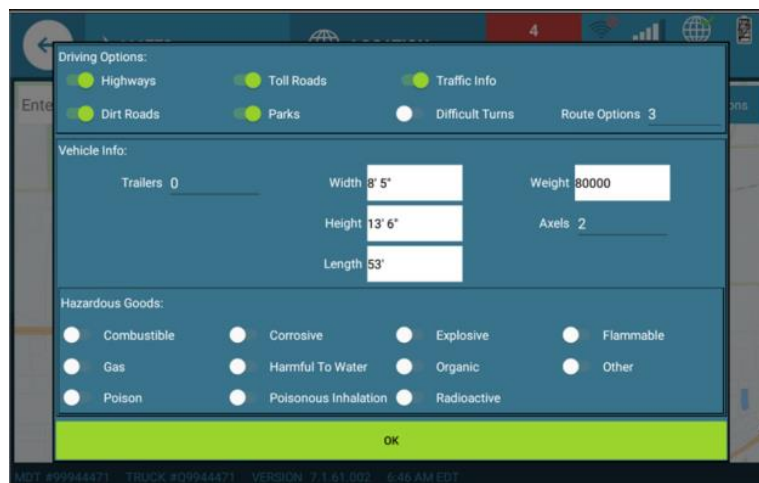 4
Driving Options:
Highways Toll Roads Traffic Info
Ente
Dirt Roads Parks Difficult Turns Route Options 3
ons
Vehicle Info:
Trailers 0 Width 8' 5" Weight 80000
Height 13' 6" Axels 2
Length 53'
Hazardous Goods:
Combustible Corrosive Explosive Flammable
Gas Harmful To Water Organic Other
Poison Poisonous Inhalation Radioactive
OK
MDT #99944471 TRUCK #Q9944471 VERSION 7.1.61.002 6:46 AM EDT